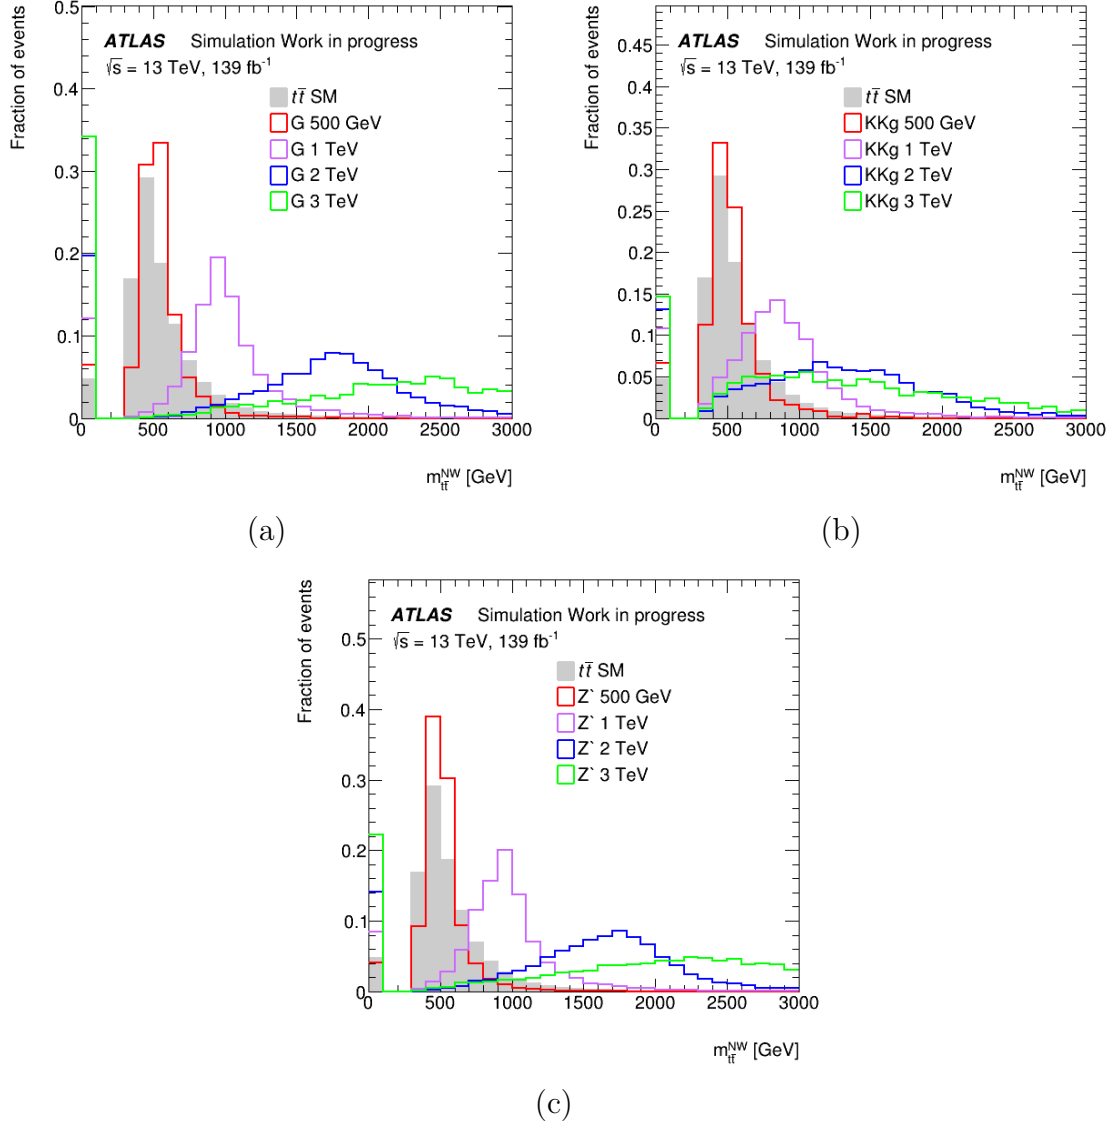 Fraction of events
0.5
0.4
0.3
0.2
0.1
0
ATLAS Simulation Work in progress
√s = 13 TeV, 139 fb⁻¹
tt̄ SM
G 500 GeV
G 1 TeV
G 2 TeV
G 3 TeV
0 500 1000 1500 2000 2500 3000
m_{tt̄}^{NW} [GeV]
(a)
Fraction of events
0.45
0.4
0.35
0.3
0.25
0.2
0.15
0.1
0.05
0
ATLAS Simulation Work in progress
√s = 13 TeV, 139 fb⁻¹
tt̄ SM
KKg 500 GeV
KKg 1 TeV
KKg 2 TeV
KKg 3 TeV
0 500 1000 1500 2000 2500 3000
m_{tt̄}^{NW} [GeV]
(b)
Fraction of events
0.5
0.4
0.3
0.2
0.1
0
ATLAS Simulation Work in progress
√s = 13 TeV, 139 fb⁻¹
tt̄ SM
Z` 500 GeV
Z` 1 TeV
Z` 2 TeV
Z` 3 TeV
0 500 1000 1500 2000 2500 3000
m_{tt̄}^{NW} [GeV]
(c)